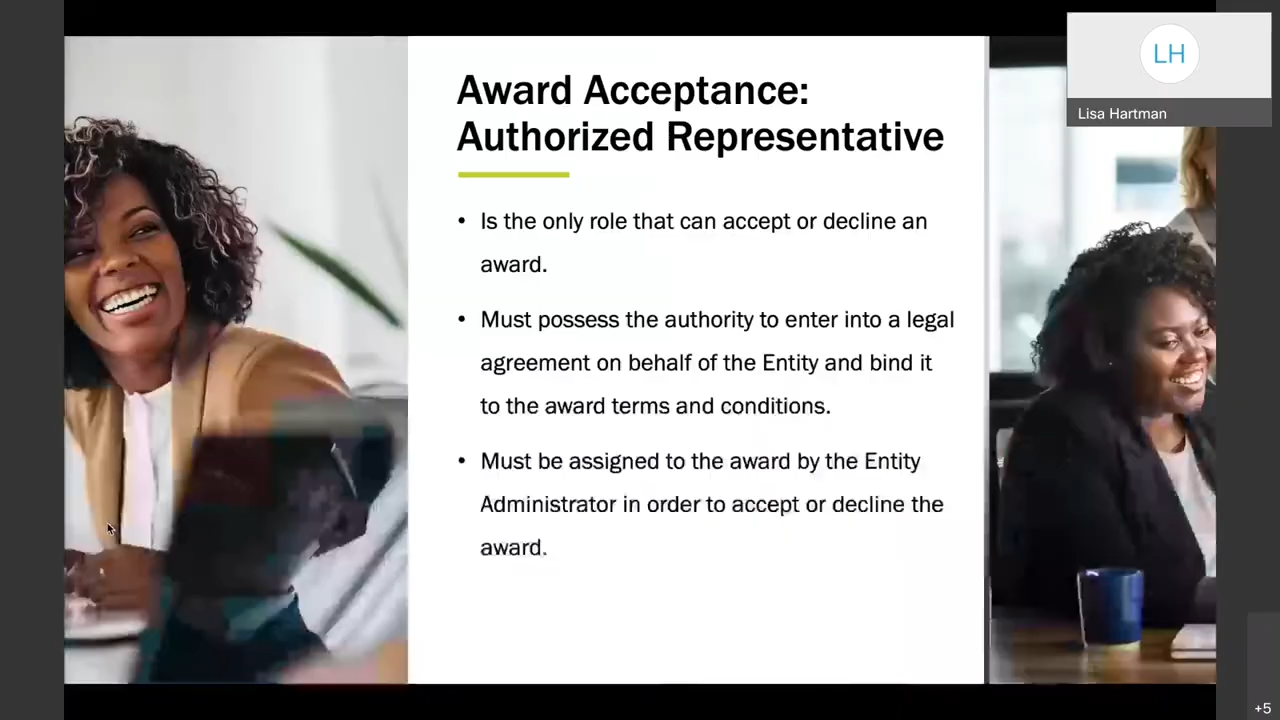 LH
Lisa Hartman
Award Acceptance:
Authorized Representative
• Is the only role that can accept or decline an
award.
• Must possess the authority to enter into a legal
agreement on behalf of the Entity and bind it
to the award terms and conditions.
• Must be assigned to the award by the Entity
Administrator in order to accept or decline the
award.
+5